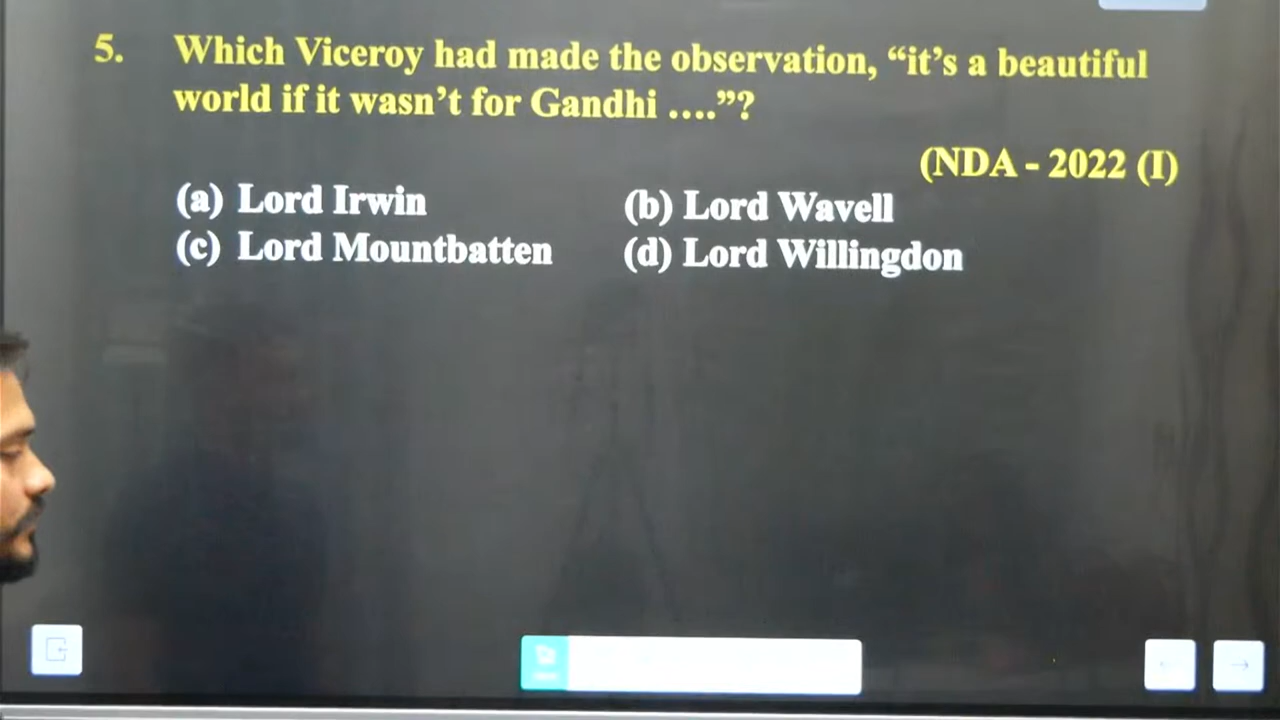 5. Which Viceroy had made the observation, “it’s a beautiful
world if it wasn’t for Gandhi ....”?
(NDA - 2022 (I)
(a) Lord Irwin (b) Lord Wavell
(c) Lord Mountbatten (d) Lord Willingdon